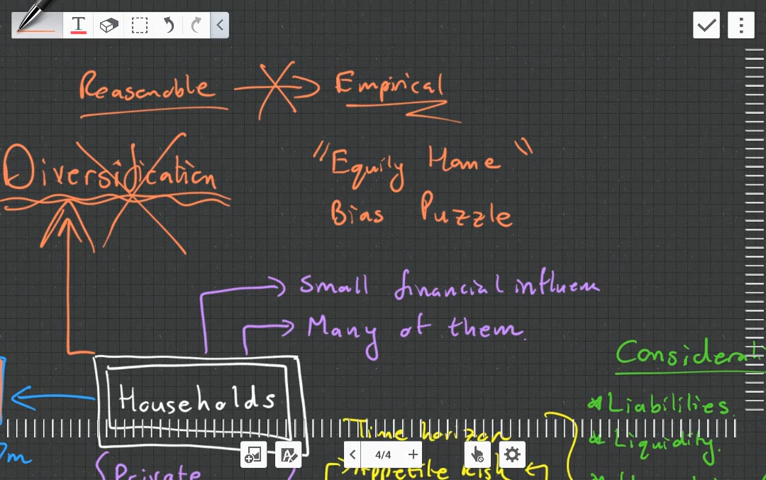 T
Reasonable Empirical
Diversification
"Equity Home"
Bias Puzzle
Small financial influen
Many of them
Considerat
Households
* Liabilities
* Liquidity
Time horizon
4/4
m
Private
Appetite Risk